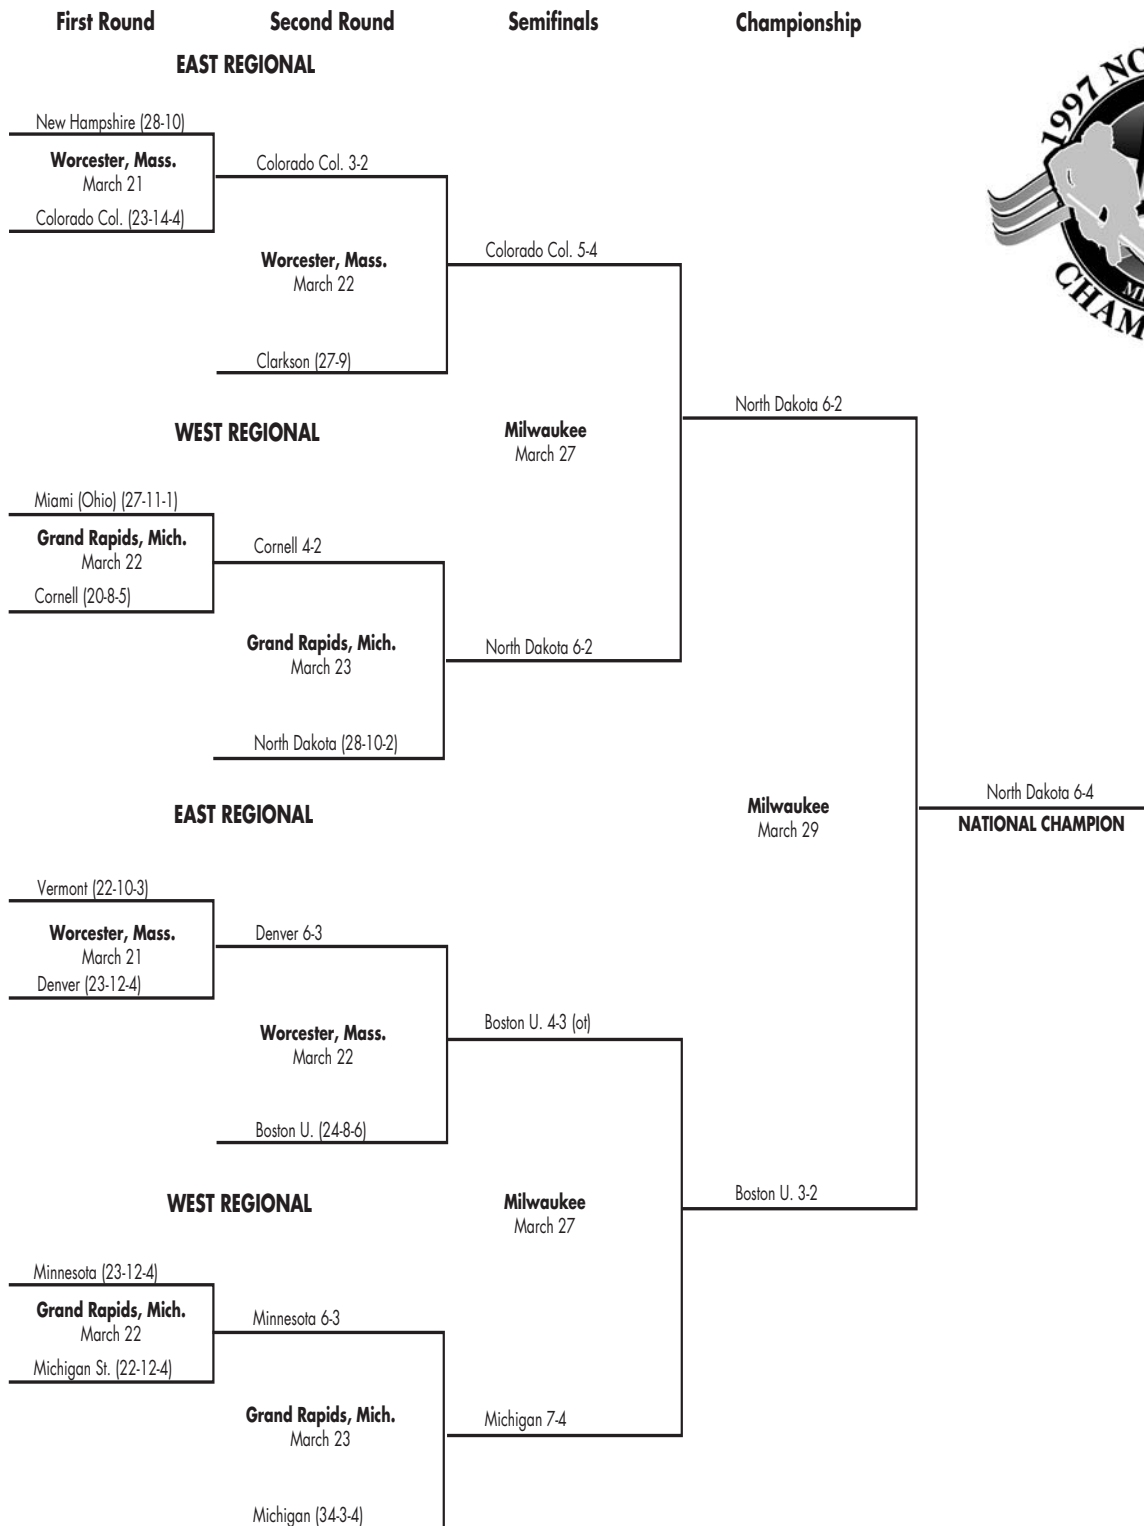 First Round Second Round Semifinals Championship
EAST REGIONAL
1997 NC
CHAM
New Hampshire (28-10)
Worcester, Mass.
March 21
Colorado Col. (23-14-4)
Colorado Col. 3-2
Worcester, Mass.
March 22
Clarkson (27-9)
Colorado Col. 5-4
WEST REGIONAL
Milwaukee
March 27
North Dakota 6-2
Miami (Ohio) (27-11-1)
Grand Rapids, Mich.
March 22
Cornell (20-8-5)
Cornell 4-2
Grand Rapids, Mich.
March 23
North Dakota (28-10-2)
North Dakota 6-2
EAST REGIONAL
Milwaukee
March 29
North Dakota 6-4
NATIONAL CHAMPION
Vermont (22-10-3)
Worcester, Mass.
March 21
Denver (23-12-4)
Denver 6-3
Worcester, Mass.
March 22
Boston U. (24-8-6)
Boston U. 4-3 (ot)
WEST REGIONAL
Milwaukee
March 27
Boston U. 3-2
Minnesota (23-12-4)
Grand Rapids, Mich.
March 22
Michigan St. (22-12-4)
Minnesota 6-3
Grand Rapids, Mich.
March 23
Michigan (34-3-4)
Michigan 7-4